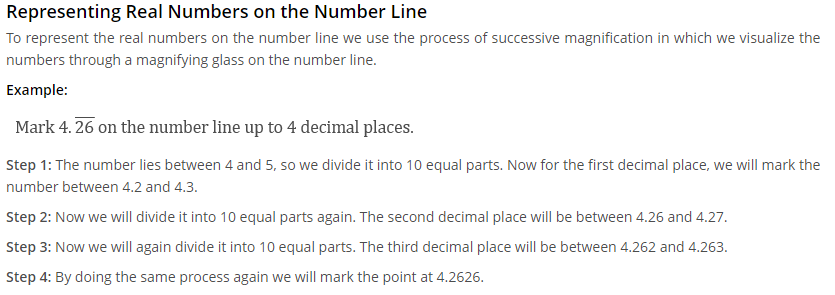 Representing Real Numbers on the Number Line
To represent the real numbers on the number line we use the process of successive magnification in which we visualize the
numbers through a magnifying glass on the number line.
Example:
Mark 4. 2̅6̅ on the number line up to 4 decimal places.
Step 1: The number lies between 4 and 5, so we divide it into 10 equal parts. Now for the first decimal place, we will mark the
number between 4.2 and 4.3.
Step 2: Now we will divide it into 10 equal parts again. The second decimal place will be between 4.26 and 4.27.
Step 3: Now we will again divide it into 10 equal parts. The third decimal place will be between 4.262 and 4.263.
Step 4: By doing the same process again we will mark the point at 4.2626.